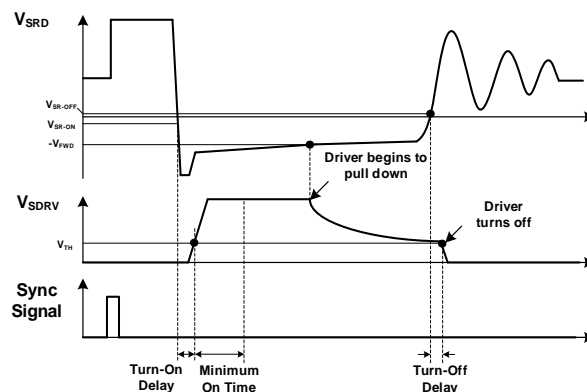 VSRD
VSR-OFF
VSR-ON
-VFWD
Driver begins to
pull down
VSDRV
Driver
turns off
VTH
Sync
Signal
Turn-On
Delay
Minimum
On Time
Turn-Off
Delay